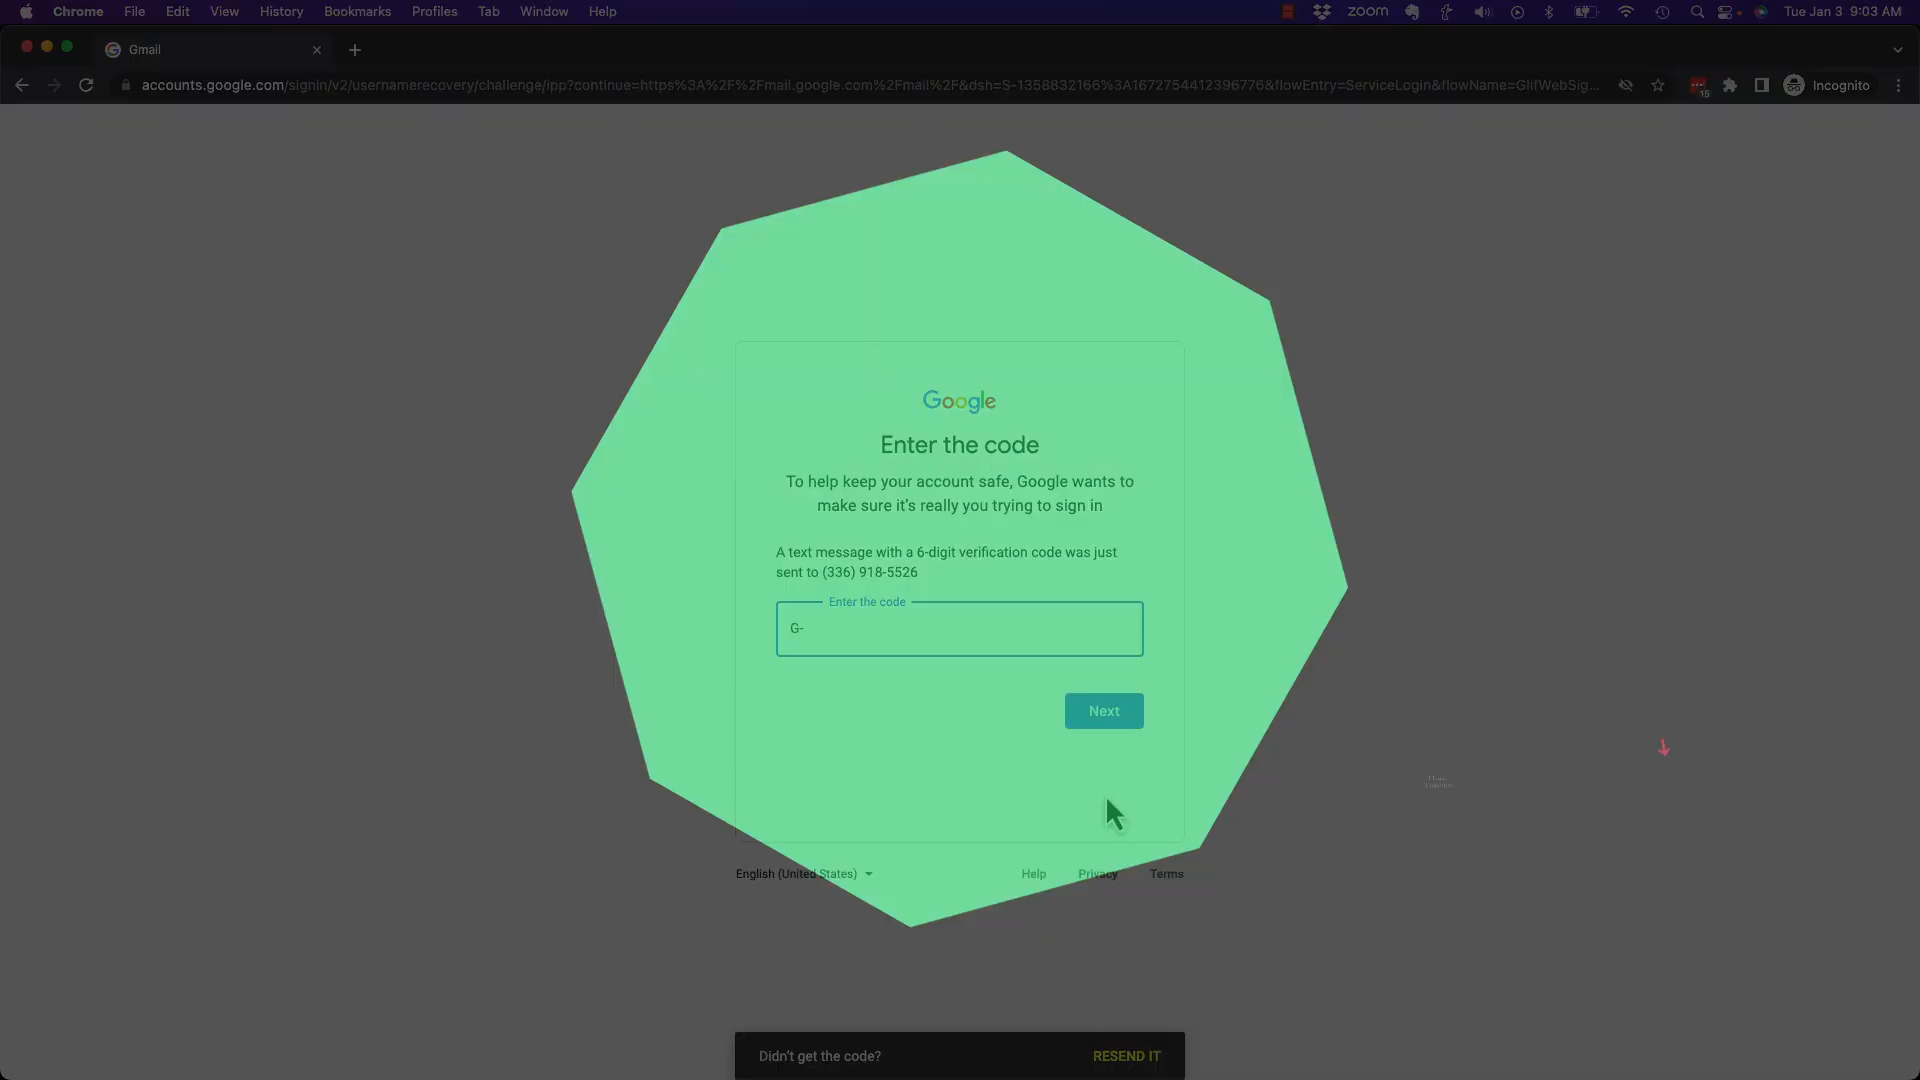 Chrome File Edit View History Bookmarks Profiles Tab Window Help zoom Tue Jan 3 9:03 AM
Gmail
accounts.google.com/signin/v2/usernamerecovery/challenge/ipp?continue=https%3A%2F%2Fmail.google.com%2Fmail%2F&dsh=S-1358832166%3A1672754412396776&flowEntry=ServiceLogin&flowName=GlifWebSig... 15 Incognito
Google
Enter the code
To help keep your account safe, Google wants to
make sure it's really you trying to sign in
A text message with a 6-digit verification code was just
sent to (336) 918-5526
Enter the code
G-
Next
English (United States) Help Privacy Terms
Didn't get the code? RESEND IT